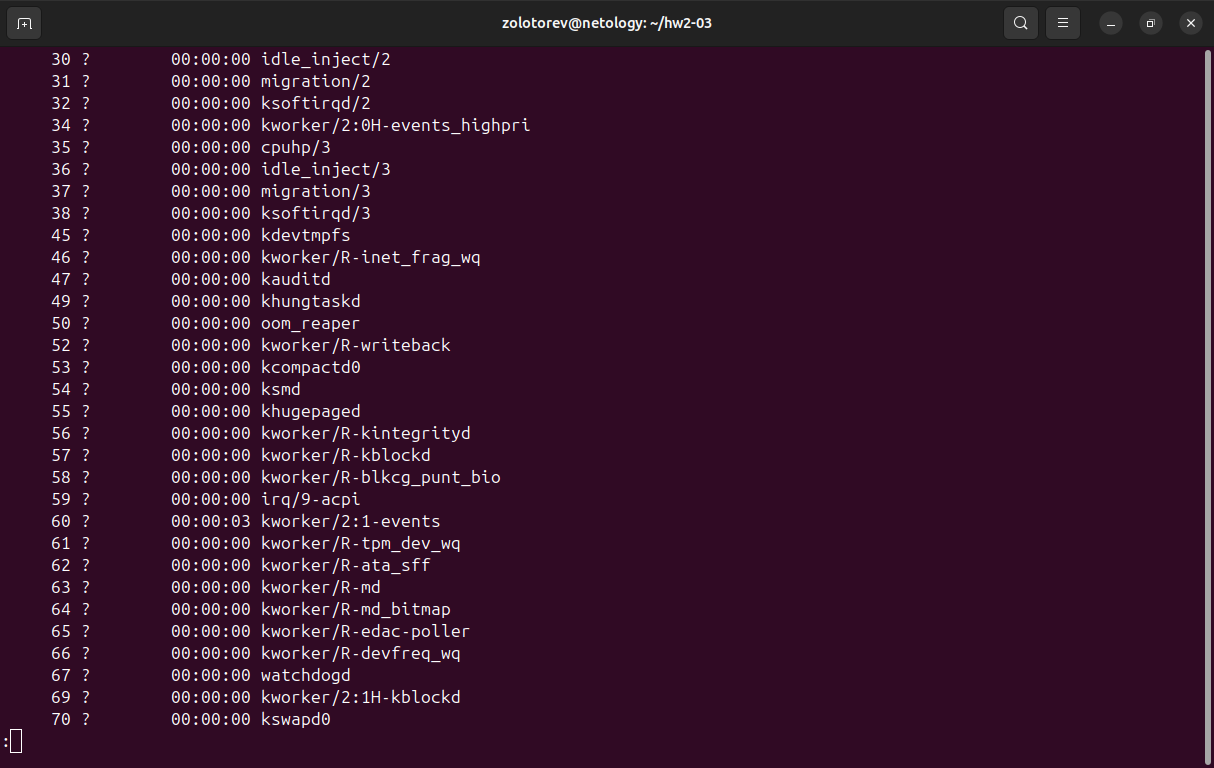 zolotorev@netology: ~/hw2-03
30 ? 00:00:00 idle_inject/2
31 ? 00:00:00 migration/2
32 ? 00:00:00 ksoftirqd/2
34 ? 00:00:00 kworker/2:0H-events_highpri
35 ? 00:00:00 cpuhp/3
36 ? 00:00:00 idle_inject/3
37 ? 00:00:00 migration/3
38 ? 00:00:00 ksoftirqd/3
45 ? 00:00:00 kdevtmpfs
46 ? 00:00:00 kworker/R-inet_frag_wq
47 ? 00:00:00 kauditd
49 ? 00:00:00 khungtaskd
50 ? 00:00:00 oom_reaper
52 ? 00:00:00 kworker/R-writeback
53 ? 00:00:00 kcompactd0
54 ? 00:00:00 ksmd
55 ? 00:00:00 khugepaged
56 ? 00:00:00 kworker/R-kintegrityd
57 ? 00:00:00 kworker/R-kblockd
58 ? 00:00:00 kworker/R-blkcg_punt_bio
59 ? 00:00:00 irq/9-acpi
60 ? 00:00:03 kworker/2:1-events
61 ? 00:00:00 kworker/R-tpm_dev_wq
62 ? 00:00:00 kworker/R-ata_sff
63 ? 00:00:00 kworker/R-md
64 ? 00:00:00 kworker/R-md_bitmap
65 ? 00:00:00 kworker/R-edac-poller
66 ? 00:00:00 kworker/R-devfreq_wq
67 ? 00:00:00 watchdogd
69 ? 00:00:00 kworker/2:1H-kblockd
70 ? 00:00:00 kswapd0
: